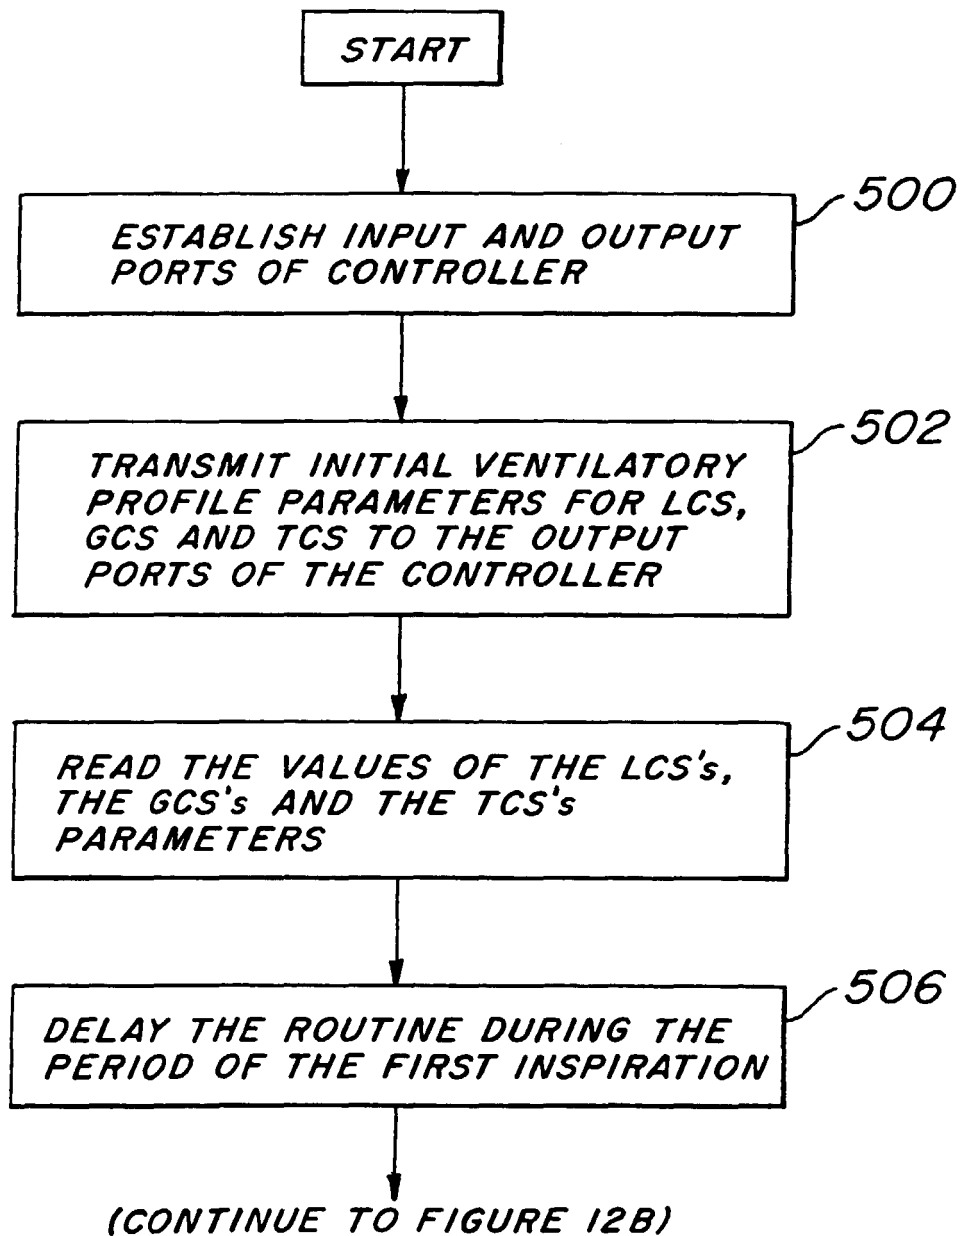 START
500
ESTABLISH INPUT AND OUTPUT
PORTS OF CONTROLLER
502
TRANSMIT INITIAL VENTILATORY
PROFILE PARAMETERS FOR LCS,
GCS AND TCS TO THE OUTPUT
PORTS OF THE CONTROLLER
504
READ THE VALUES OF THE LCS's,
THE GCS's AND THE TCS's
PARAMETERS
506
DELAY THE ROUTINE DURING THE
PERIOD OF THE FIRST INSPIRATION
(CONTINUE TO FIGURE 12B)